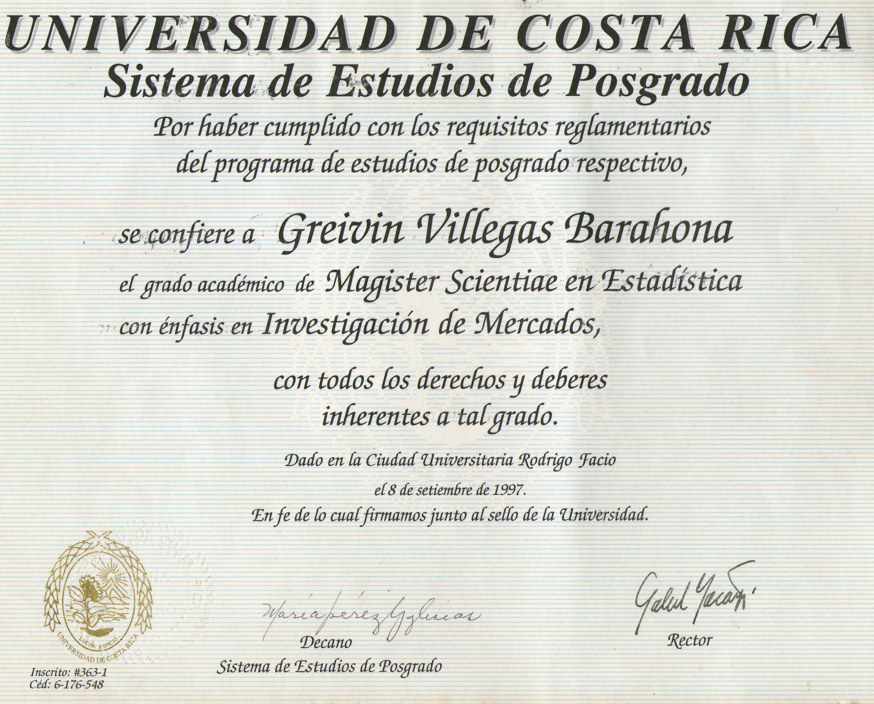 UNIVERSIDAD DE COSTA RICA
Sistema de Estudios de Posgrado
Por haber cumplido con los requisitos reglamentarios
del programa de estudios de posgrado respectivo,
se confiere a Greivin Villegas Barahona
el grado académico de Magister Scientiae en Estadística
con énfasis en Investigación de Mercados,
con todos los derechos y deberes
inherentes a tal grado.
Dado en la Ciudad Universitaria Rodrigo Facio
el 8 de setiembre de 1997.
En fe de lo cual firmamos junto al sello de la Universidad.
María pérez Yglesias
Decano
Sistema de Estudios de Posgrado
Rector
UNIVERSIDAD DE COSTA RICA
Inscrito: #363-1
Céd: 6-176-548